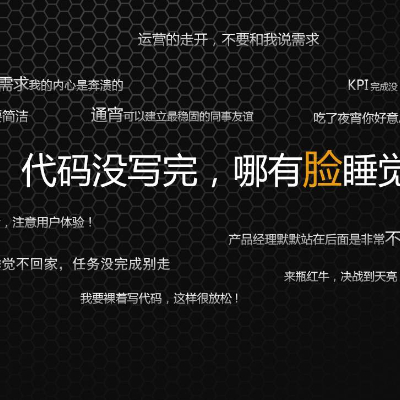 运营的走开，不要和我说需求
需求我的内心是奔溃的
KPI完成没
简洁
通宵可以建立最稳固的同事友谊
吃了夜宵你好意
代码没写完，哪有脸睡觉
，注意用户体验！
产品经理默默站在后面是非常不
觉不回家，任务没完成别走
来瓶红牛，决战到天亮
我要裸着写代码，这样很放松！